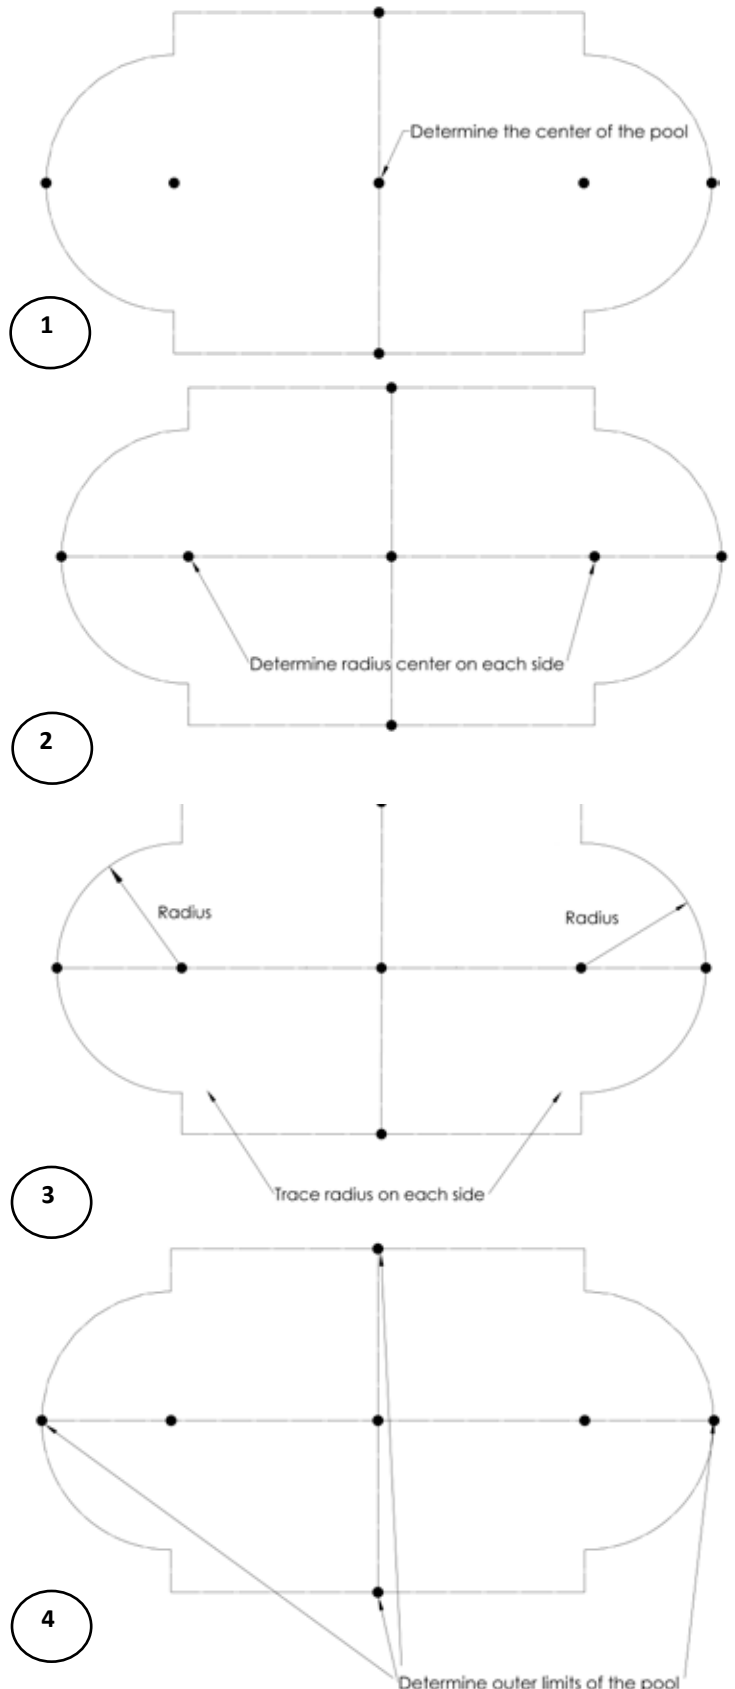 Determine the center of the pool
1
Determine radius center on each side
2
Radius
Radius
Trace radius on each side
3
4
Determine outer limits of the pool